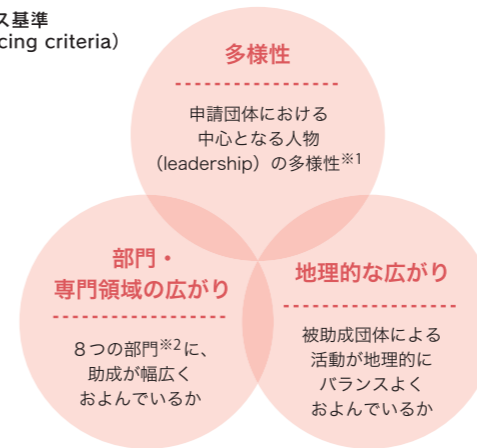 ス基準
cing criteria）
多様性
申請団体における
中心となる人物
（leadership）の多様性※1
部門・
専門領域の広がり
8つの部門※2に、
助成が幅広く
およんでいるか
地理的な広がり
被助成団体による
活動が地理的に
バランスよく
およんでいるか